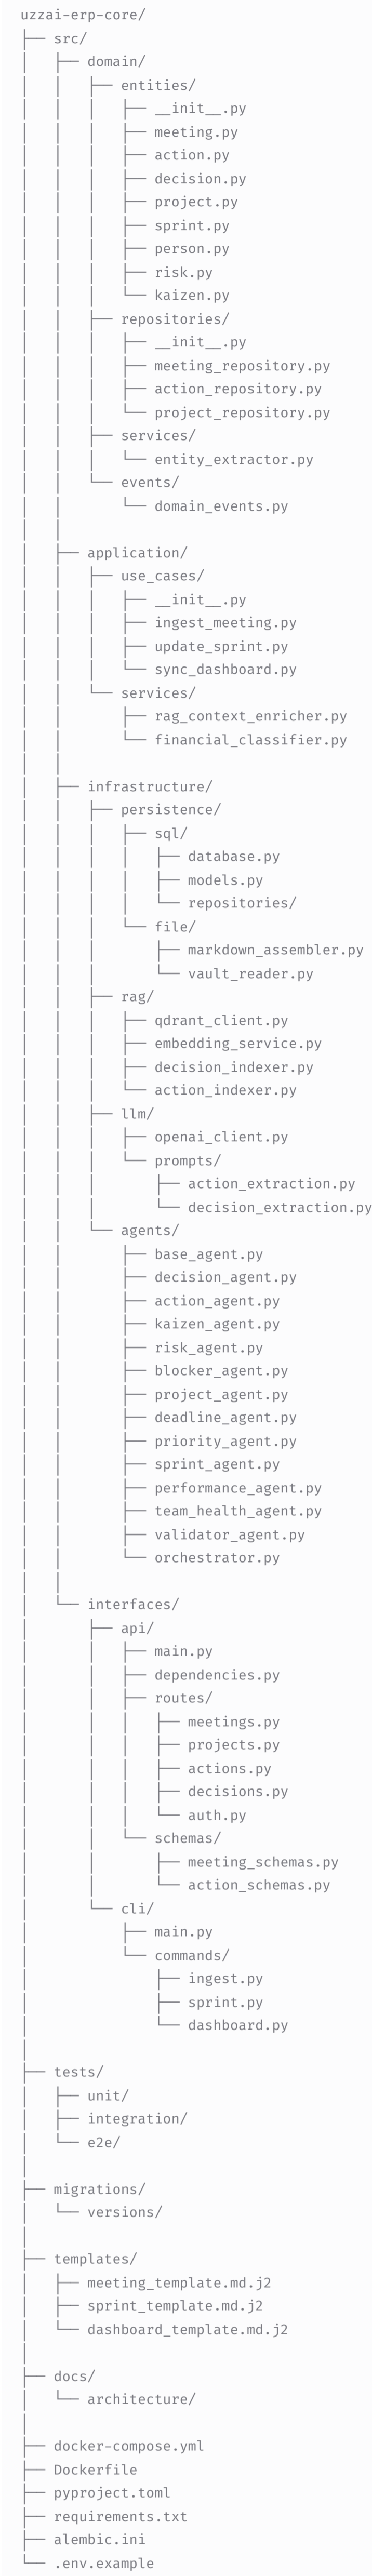 uzzai-erp-core/
├── src/
│   ├── domain/
│   │   ├── entities/
│   │   │   ├── __init__.py
│   │   │   ├── meeting.py
│   │   │   ├── action.py
│   │   │   ├── decision.py
│   │   │   ├── project.py
│   │   │   ├── sprint.py
│   │   │   ├── person.py
│   │   │   ├── risk.py
│   │   │   └── kaizen.py
│   │   ├── repositories/
│   │   │   ├── __init__.py
│   │   │   ├── meeting_repository.py
│   │   │   ├── action_repository.py
│   │   │   └── project_repository.py
│   │   ├── services/
│   │   │   └── entity_extractor.py
│   │   └── events/
│   │       └── domain_events.py
│   │
│   ├── application/
│   │   ├── use_cases/
│   │   │   ├── __init__.py
│   │   │   ├── ingest_meeting.py
│   │   │   ├── update_sprint.py
│   │   │   └── sync_dashboard.py
│   │   └── services/
│   │       ├── rag_context_enricher.py
│   │       └── financial_classifier.py
│   │
│   ├── infrastructure/
│   │   ├── persistence/
│   │   │   ├── sql/
│   │   │   │   ├── database.py
│   │   │   │   ├── models.py
│   │   │   │   └── repositories/
│   │   │   └── file/
│   │   │       ├── markdown_assembler.py
│   │   │       └── vault_reader.py
│   │   ├── rag/
│   │   │   ├── qdrant_client.py
│   │   │   ├── embedding_service.py
│   │   │   ├── decision_indexer.py
│   │   │   └── action_indexer.py
│   │   ├── llm/
│   │   │   ├── openai_client.py
│   │   │   └── prompts/
│   │   │       ├── action_extraction.py
│   │   │       └── decision_extraction.py
│   │   └── agents/
│   │       ├── base_agent.py
│   │       ├── decision_agent.py
│   │       ├── action_agent.py
│   │       ├── kaizen_agent.py
│   │       ├── risk_agent.py
│   │       ├── blocker_agent.py
│   │       ├── project_agent.py
│   │       ├── deadline_agent.py
│   │       ├── priority_agent.py
│   │       ├── sprint_agent.py
│   │       ├── performance_agent.py
│   │       ├── team_health_agent.py
│   │       ├── validator_agent.py
│   │       └── orchestrator.py
│   │
│   └── interfaces/
│       ├── api/
│       │   ├── main.py
│       │   ├── dependencies.py
│       │   ├── routes/
│       │   │   ├── meetings.py
│       │   │   ├── projects.py
│       │   │   ├── actions.py
│       │   │   ├── decisions.py
│       │   │   └── auth.py
│       │   └── schemas/
│       │       ├── meeting_schemas.py
│       │       └── action_schemas.py
│       └── cli/
│           ├── main.py
│           └── commands/
│               ├── ingest.py
│               ├── sprint.py
│               └── dashboard.py
│
├── tests/
│   ├── unit/
│   ├── integration/
│   └── e2e/
│
├── migrations/
│   └── versions/
│
├── templates/
│   ├── meeting_template.md.j2
│   ├── sprint_template.md.j2
│   └── dashboard_template.md.j2
│
├── docs/
│   └── architecture/
│
├── docker-compose.yml
├── Dockerfile
├── pyproject.toml
├── requirements.txt
├── alembic.ini
└── .env.example